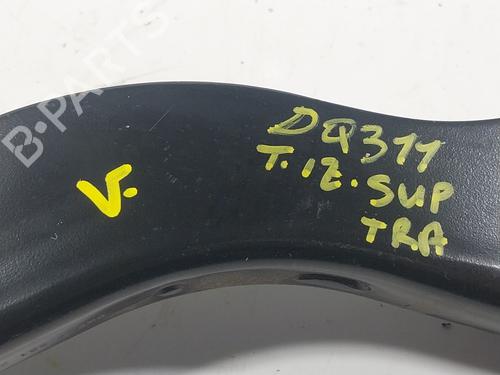 B-PARTS
V.
DQ311
T.IZ.SUP
TRA